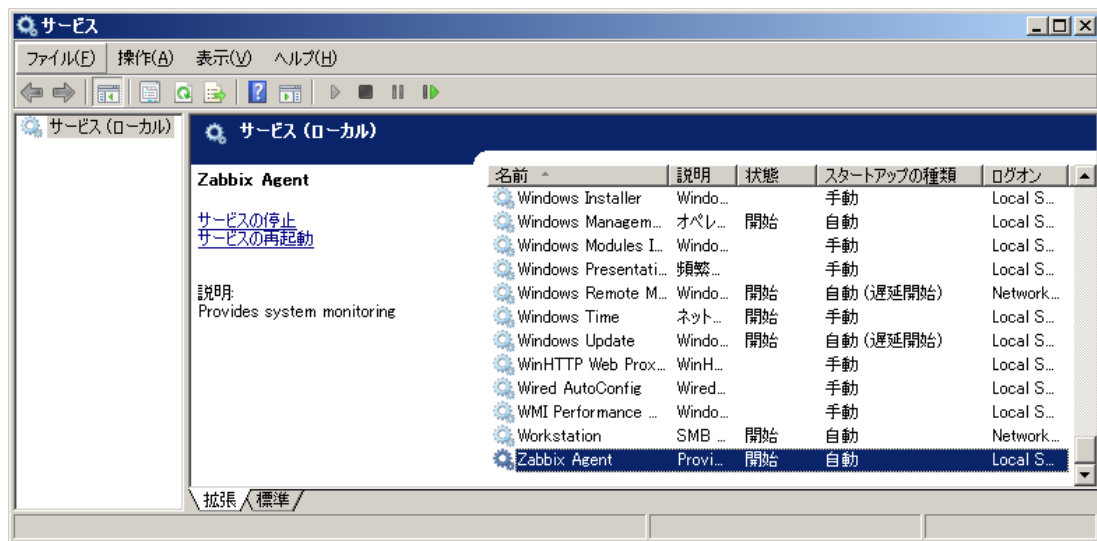 サービス
ファイル(F) 操作(A) 表示(V) ヘルプ(H)
サービス (ローカル)
サービス (ローカル)
Zabbix Agent
サービスの停止
サービスの再起動
説明:
Provides system monitoring
名前 説明 状態 スタートアップの種類 ログオン
Windows Installer Windo... 手動 Local S...
Windows Managem... オペレ... 開始 自動 Local S...
Windows Modules I... Windo... 手動 Local S...
Windows Presentati... 頻繁... 手動 Local S...
Windows Remote M... Windo... 開始 自動 (遅延開始) Network...
Windows Time ネット... 開始 手動 Local S...
Windows Update Windo... 開始 自動 (遅延開始) Local S...
WinHTTP Web Prox... WinH... 手動 Local S...
Wired AutoConfig Wired... 手動 Local S...
WMI Performance ... Windo... 手動 Local S...
Workstation SMB ... 開始 自動 Network...
Zabbix Agent Provi... 開始 自動 Local S...
拡張 標準